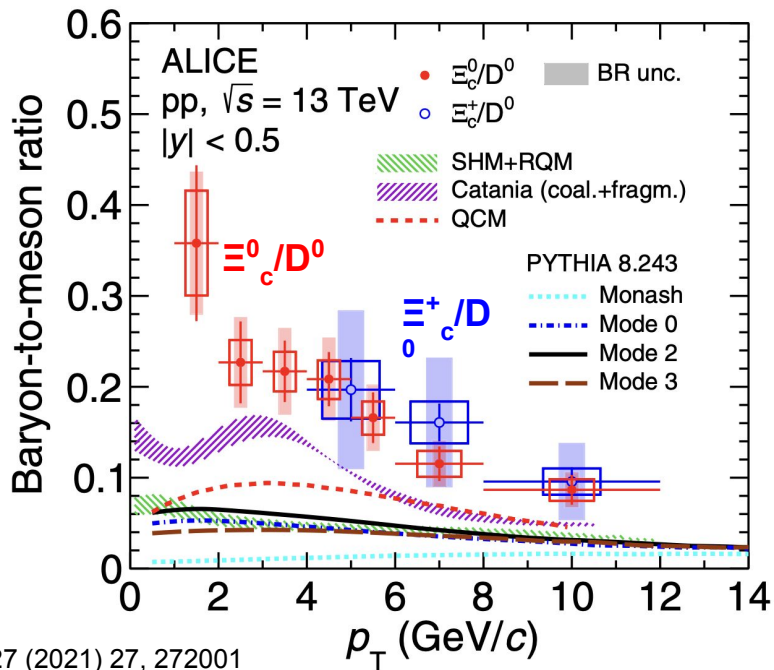 ALICE
pp, √s = 13 TeV
|y| < 0.5
Ξ⁰c/D⁰
BR unc.
Ξ⁺c/D⁰
SHM+RQM
Catania (coal.+fragm.)
QCM
Ξ⁰c/D⁰
Ξ⁺c/D
0
PYTHIA 8.243
Monash
Mode 0
Mode 2
Mode 3
Baryon-to-meson ratio
0.6
0.5
0.4
0.3
0.2
0.1
0
0 2 4 6 8 10 12 14
pT (GeV/c)
27 (2021) 27, 272001